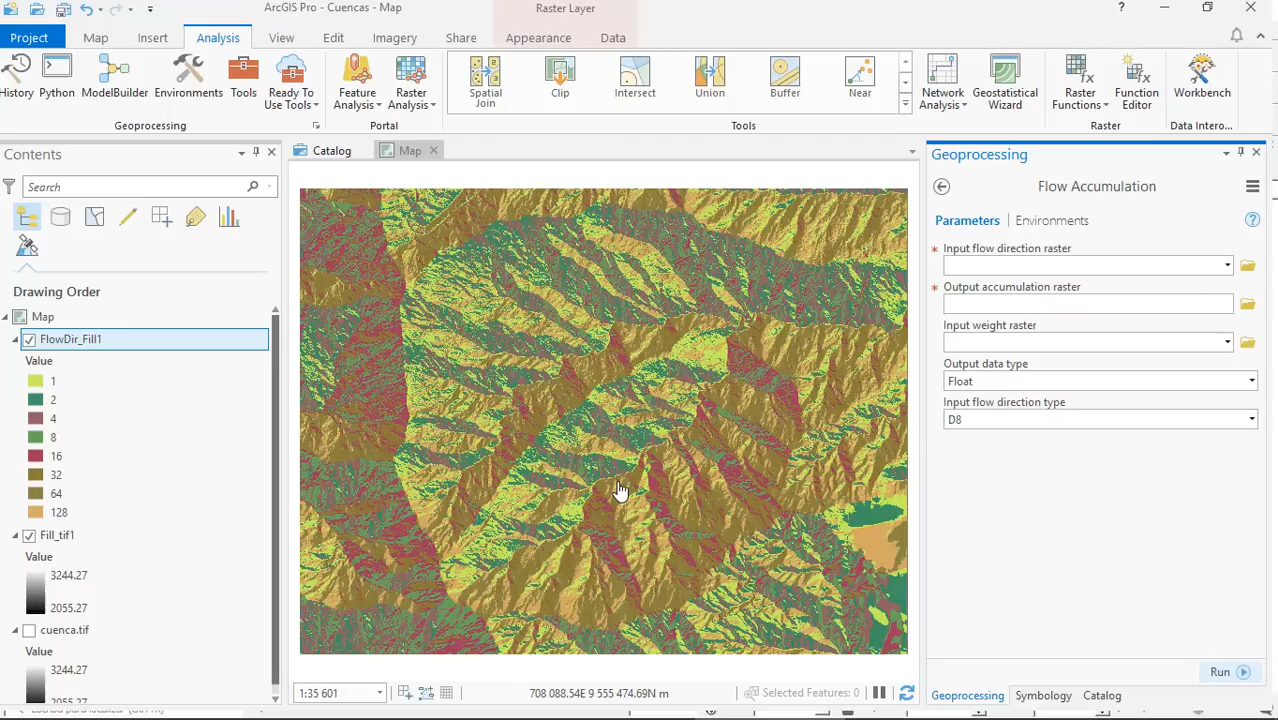 ArcGIS Pro - Cuencas - Map
Raster Layer
?
Project
Map
Insert
Analysis
View
Edit
Imagery
Share
Appearance
Data
History
Python
ModelBuilder
Environments
Tools
Ready To
Use Tools
Feature
Analysis
Raster
Analysis
Spatial
Join
Clip
Intersect
Union
Buffer
Near
Network
Analysis
Geostatistical
Wizard
Raster
Functions
Function
Editor
Workbench
Geoprocessing
Portal
Tools
Raster
Data Intero...
Contents
Search
Drawing Order
Map
FlowDir_Fill1
Value
1
2
4
8
16
32
64
128
Fill_tif1
Value
3244.27
2055.27
cuenca.tif
Value
3244.27
2055.27
Catalog
Map
1:35 601
708 088.54E 9 555 474.69N m
Selected Features: 0
Geoprocessing
Flow Accumulation
Parameters
Environments
?
* Input flow direction raster
* Output accumulation raster
Input weight raster
Output data type
Float
Input flow direction type
D8
Run
Geoprocessing
Symbology
Catalog